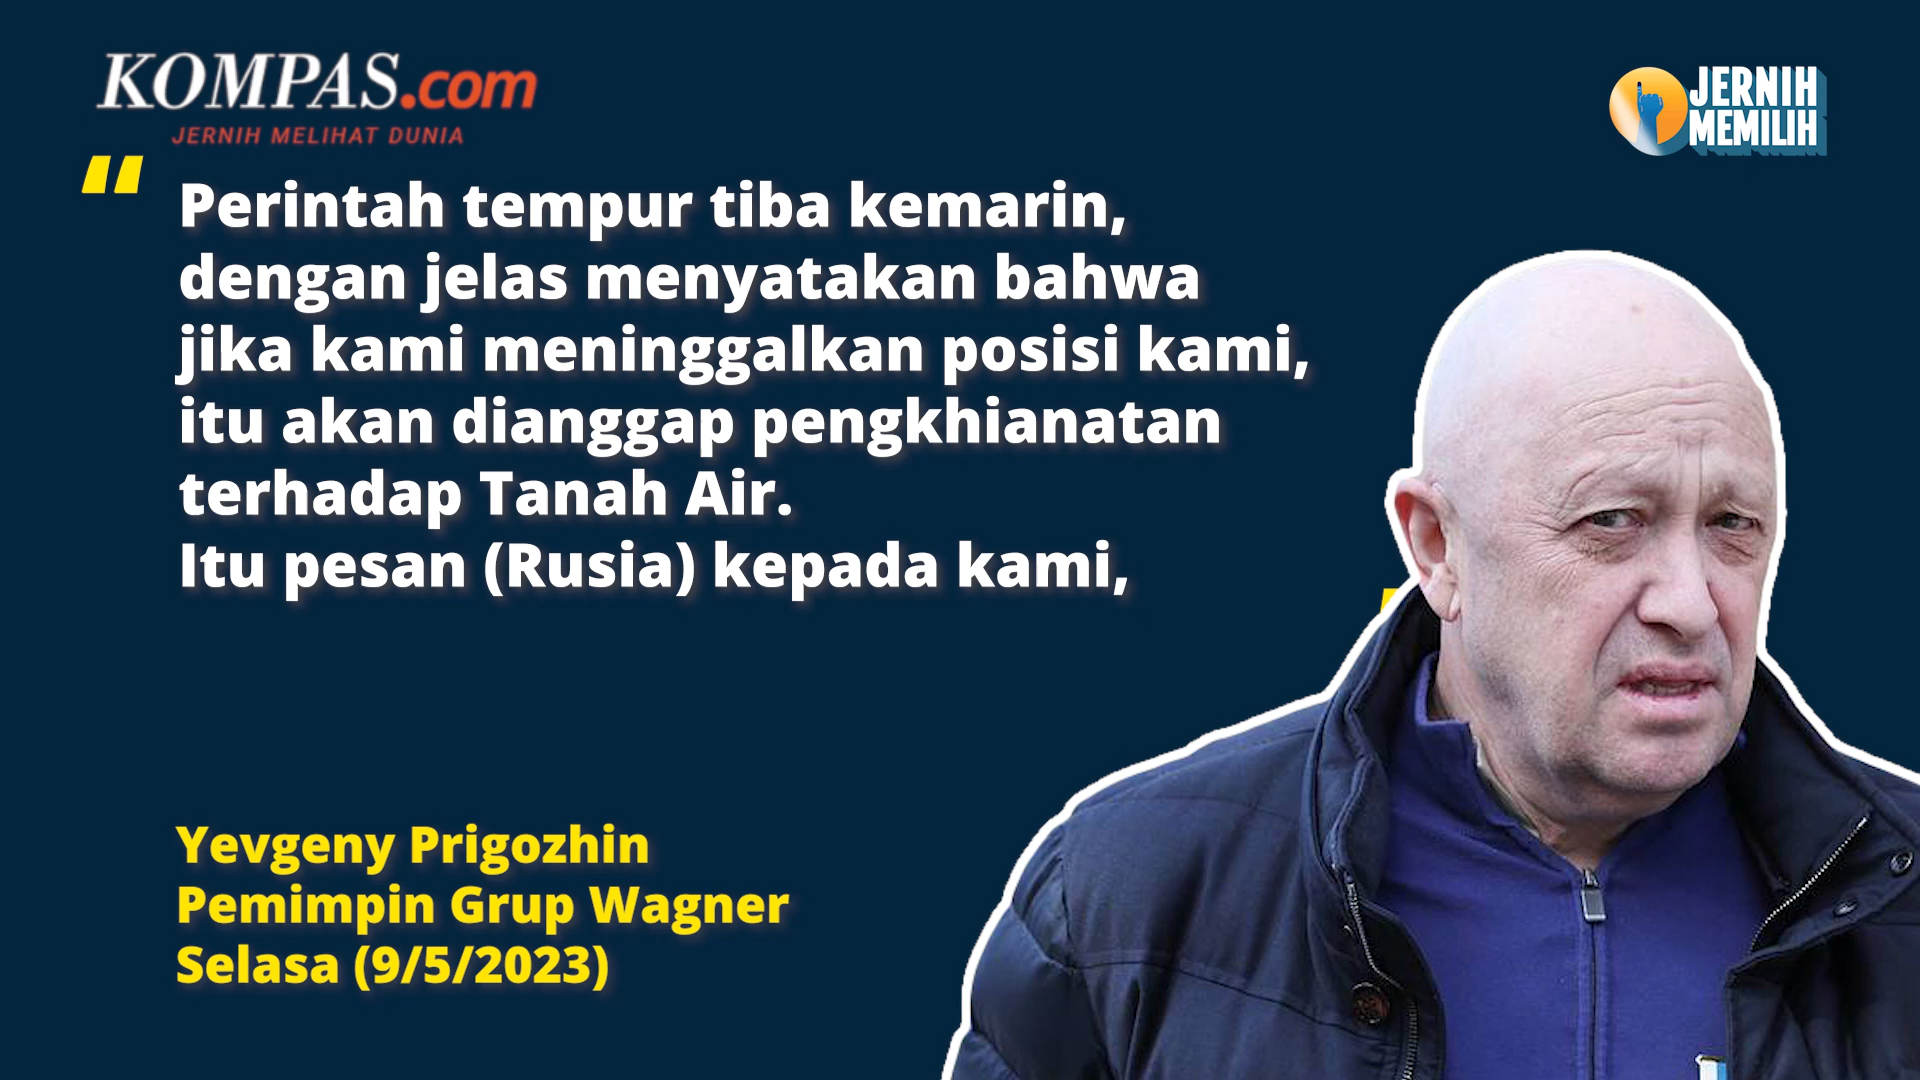 KOMPAS.com
JERNIH MELIHAT DUNIA
JERNIH
MEMILIH
“ Perintah tempur tiba kemarin,
dengan jelas menyatakan bahwa
jika kami meninggalkan posisi kami,
itu akan dianggap pengkhianatan
terhadap Tanah Air.
Itu pesan (Rusia) kepada kami,
Yevgeny Prigozhin
Pemimpin Grup Wagner
Selasa (9/5/2023)